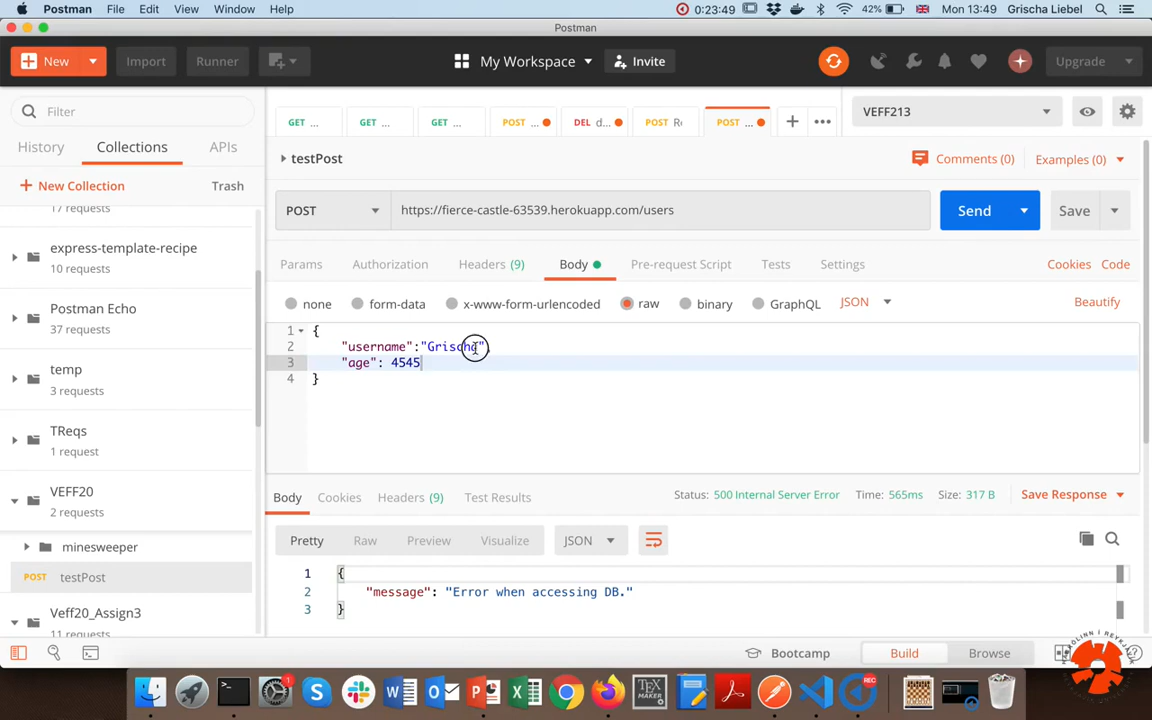 Postman File Edit View Window Help 0:23:49 42% Mon 13:49 Grischa Liebel
Postman
New Import Runner My Workspace Invite Upgrade
Filter
GET ... GET ... GET ... POST ... DEL d... POST Re POST ... VEFF213
History Collections APIs
New Collection Trash
testPost Comments (0) Examples (0)
17 requests
POST https://fierce-castle-63539.herokuapp.com/users Send Save
express-template-recipe
10 requests
Postman Echo
37 requests
temp
3 requests
TReqs
1 request
VEFF20
2 requests
minesweeper
POST testPost
Veff20_Assign3
11 requests
Params Authorization Headers (9) Body Pre-request Script Tests Settings Cookies Code
none form-data x-www-form-urlencoded raw binary GraphQL JSON Beautify
1 {
2 "username":"Grischa",
3 "age": 4545
4 }
Body Cookies Headers (9) Test Results Status: 500 Internal Server Error Time: 565ms Size: 317 B Save Response
Pretty Raw Preview Visualize JSON
1 {
2 "message": "Error when accessing DB."
3 }
Bootcamp Build Browse